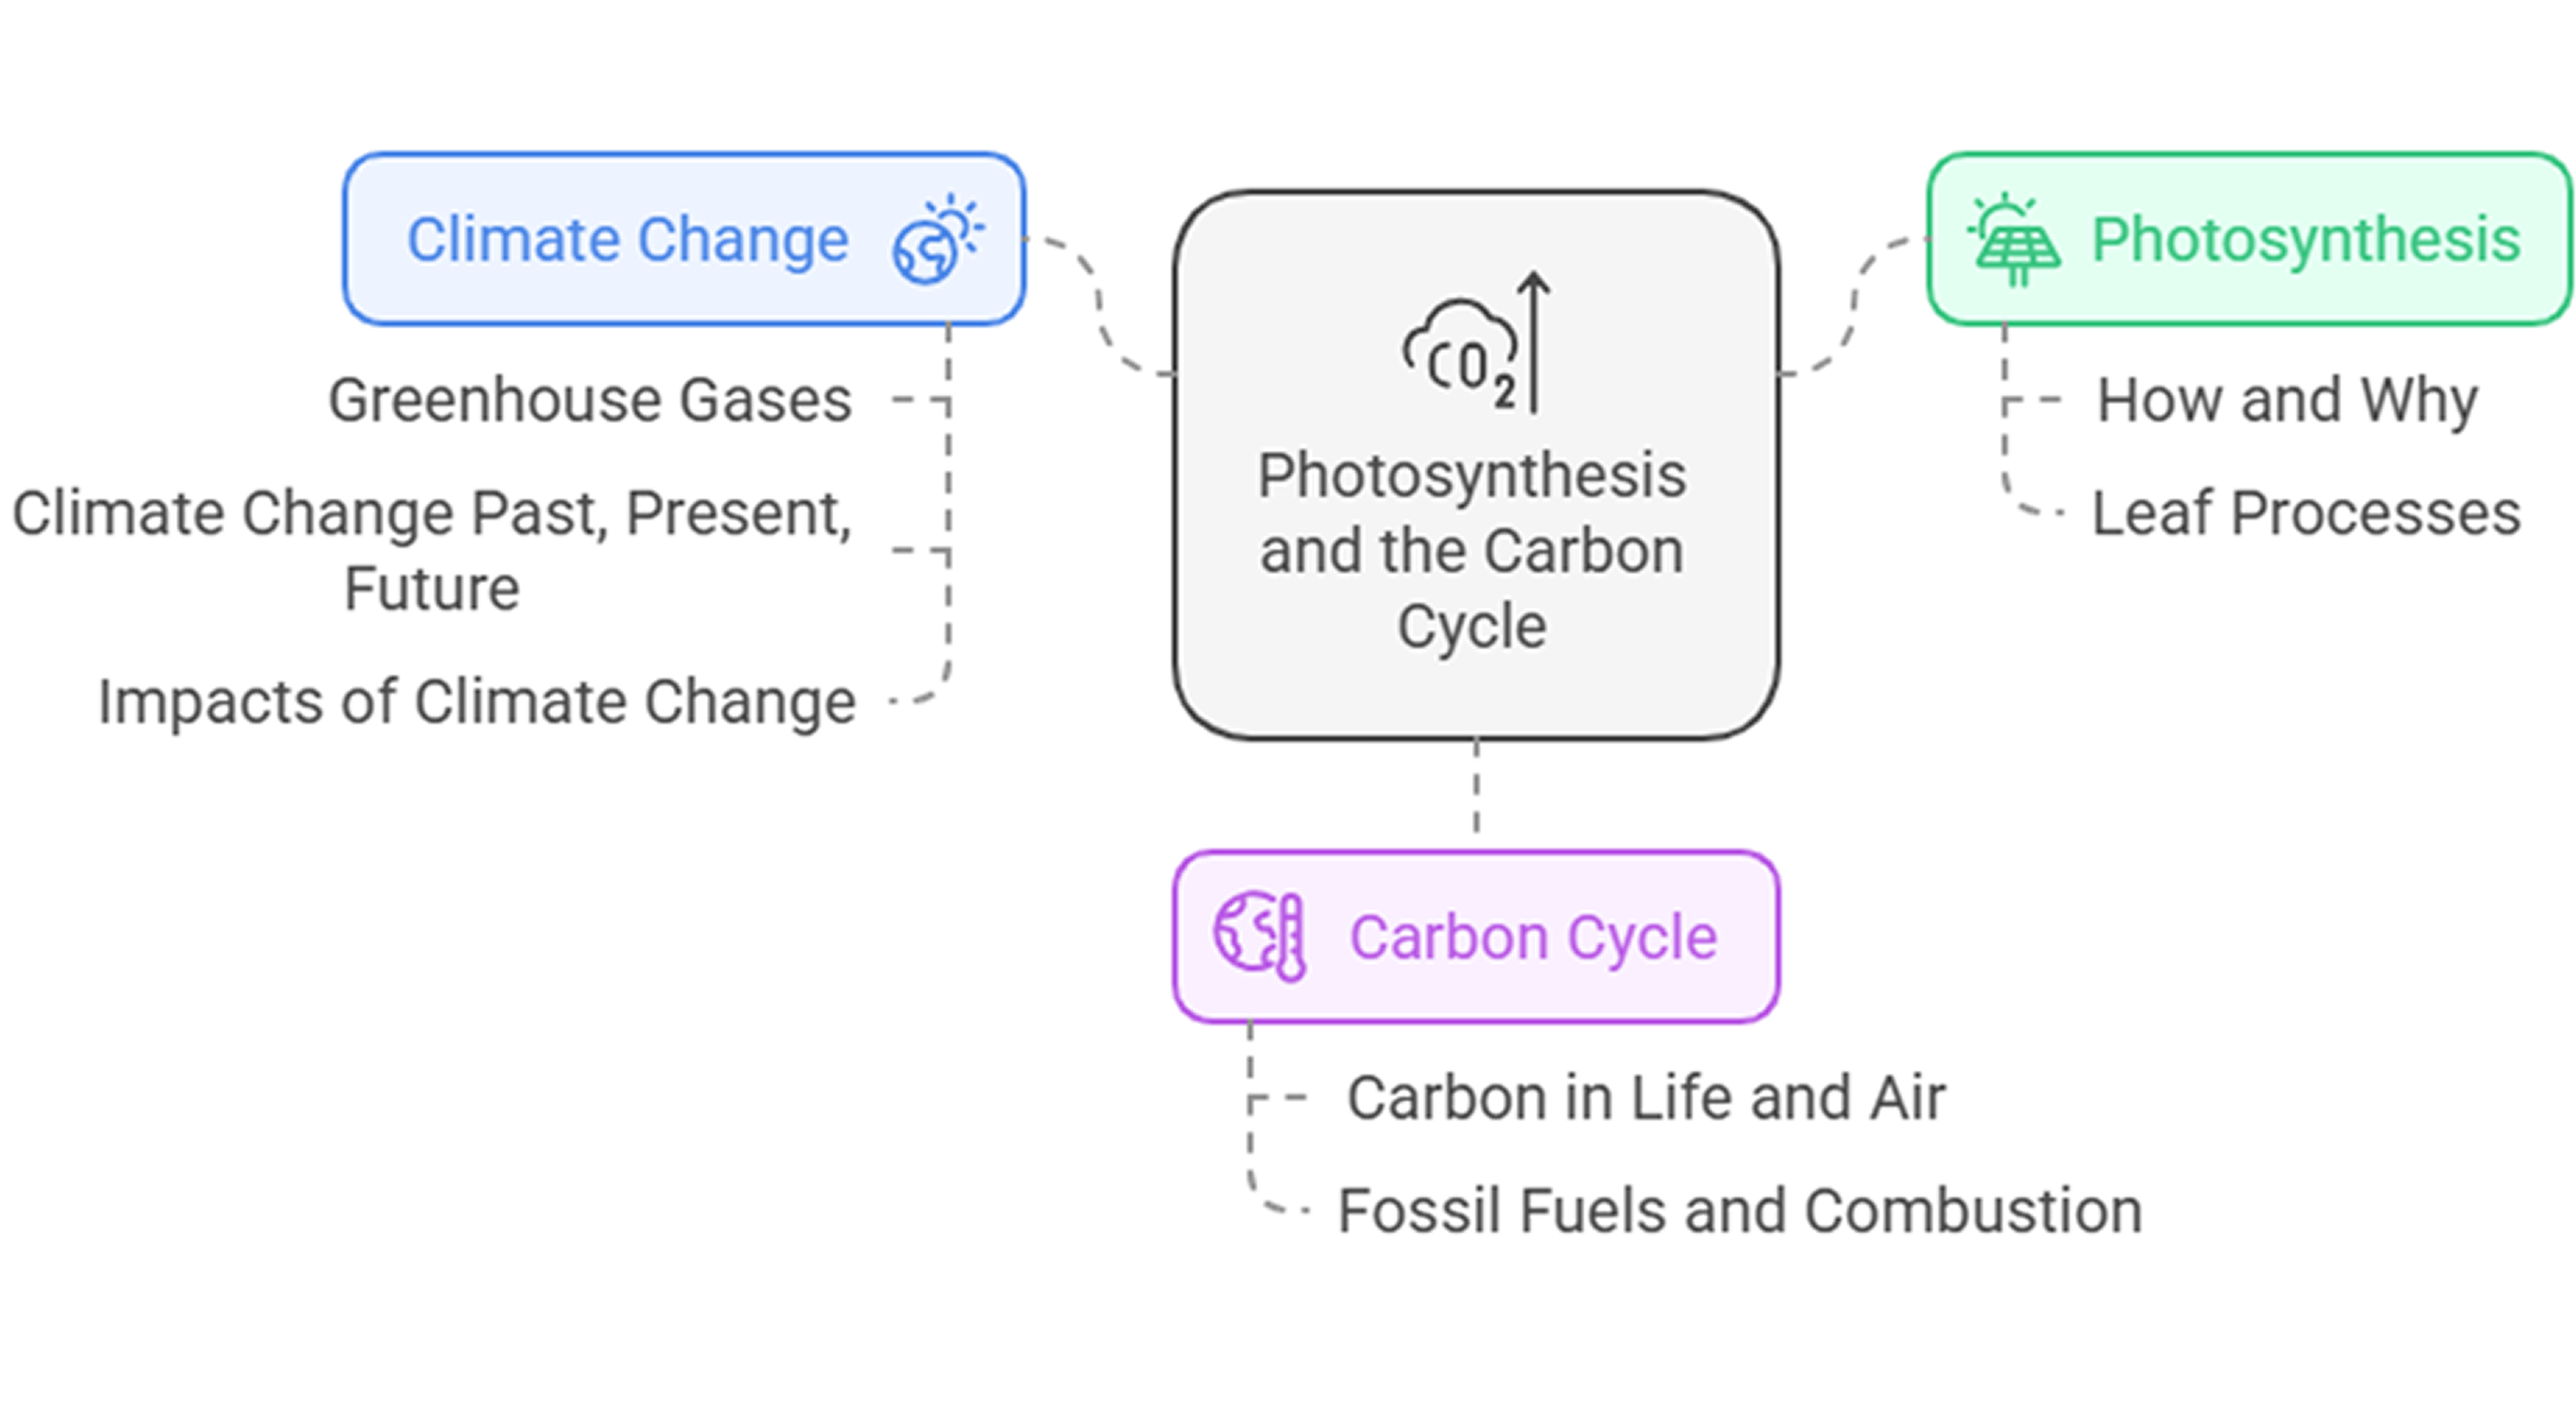 Climate Change
Greenhouse Gases
Climate Change Past, Present,
Future
Impacts of Climate Change
CO2
Photosynthesis
and the Carbon
Cycle
Photosynthesis
How and Why
Leaf Processes
Carbon Cycle
Carbon in Life and Air
Fossil Fuels and Combustion